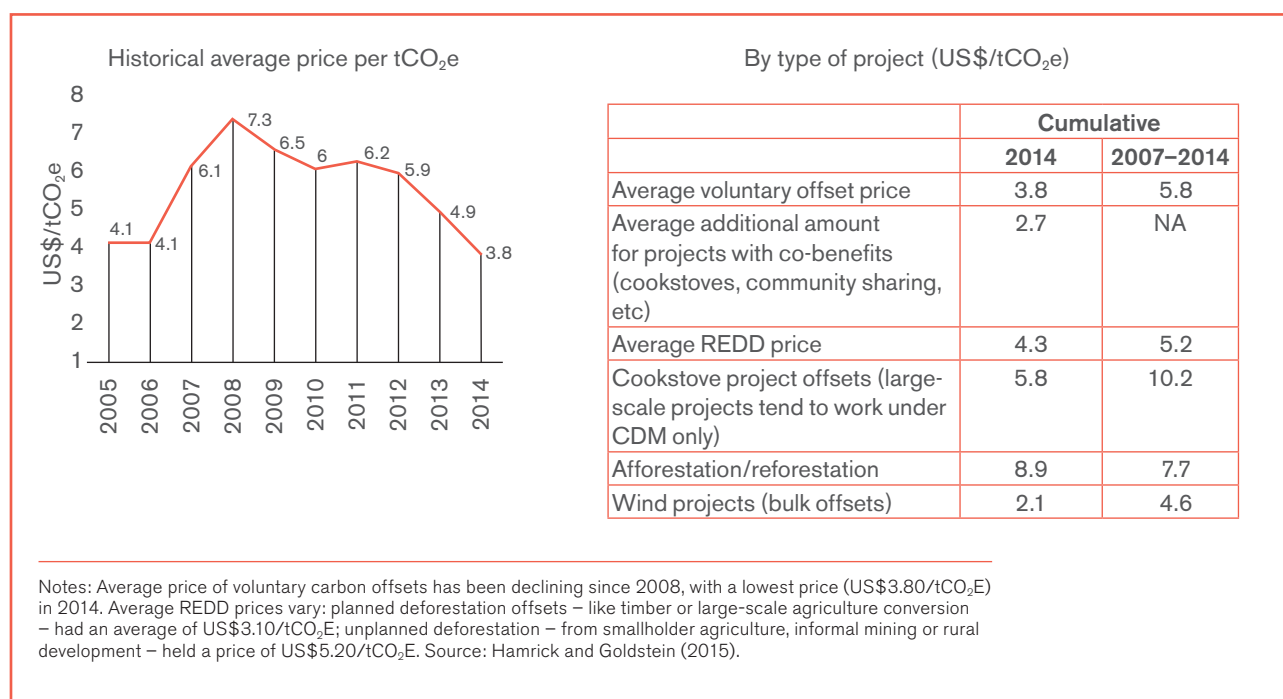 Historical average price per tCO₂e
US$/tCO₂e
8
7
6
5
4
3
2
1
4.1
4.1
6.1
7.3
6.5
6
6.2
5.9
4.9
3.8
2005
2006
2007
2008
2009
2010
2011
2012
2013
2014
By type of project (US$/tCO₂e)
Cumulative
2014 2007–2014
Average voluntary offset price 3.8 5.8
Average additional amount 2.7 NA
for projects with co-benefits
(cookstoves, community sharing,
etc)
Average REDD price 4.3 5.2
Cookstove project offsets (large- 5.8 10.2
scale projects tend to work under
CDM only)
Afforestation/reforestation 8.9 7.7
Wind projects (bulk offsets) 2.1 4.6
Notes: Average price of voluntary carbon offsets has been declining since 2008, with a lowest price (US$3.80/tCO₂E)
in 2014. Average REDD prices vary: planned deforestation offsets – like timber or large-scale agriculture conversion
– had an average of US$3.10/tCO₂E; unplanned deforestation – from smallholder agriculture, informal mining or rural
development – held a price of US$5.20/tCO₂E. Source: Hamrick and Goldstein (2015).